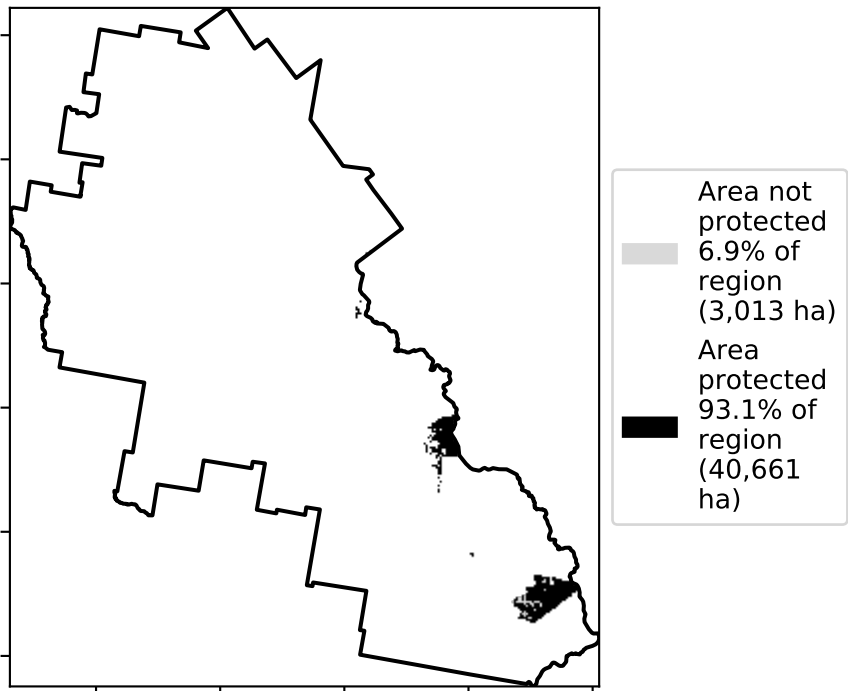 Area not
protected
6.9% of
region
(3,013 ha)
Area
protected
93.1% of
region
(40,661
ha)